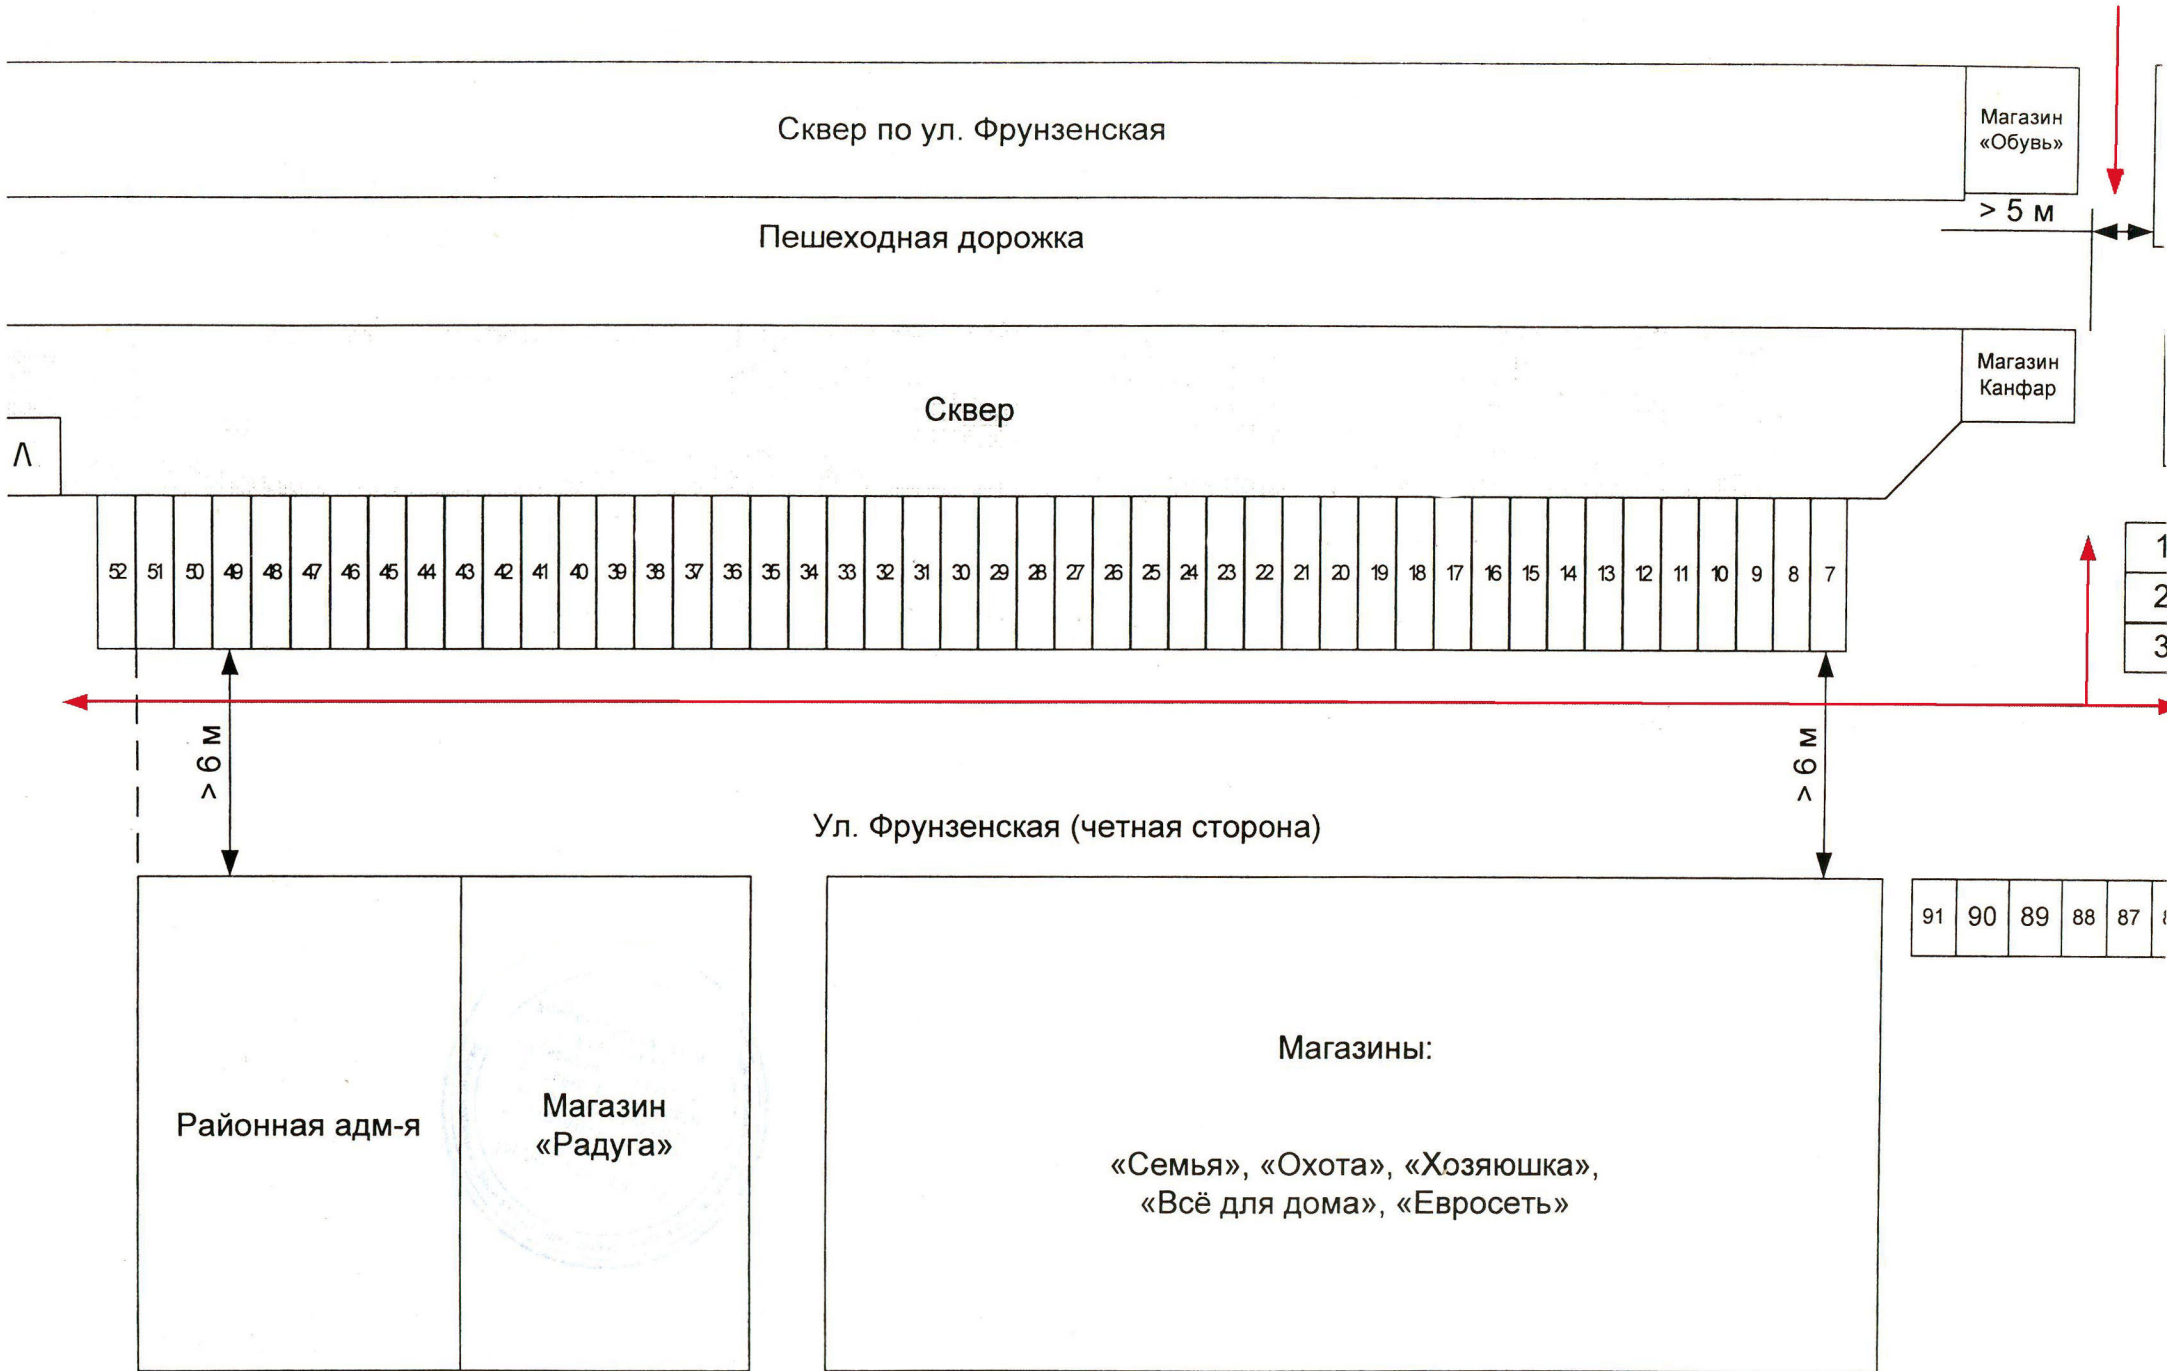 Сквер по ул. Фрунзенская
Магазин
«Обувь»
> 5 м
Пешеходная дорожка
Магазин
Канфар
Сквер
Л
52 51 50 49 48 47 46 45 44 43 42 41 40 39 38 37 36 35 34 33 32 31 30 29 28 27 26 25 24 23 22 21 20 19 18 17 16 15 14 13 12 11 10 9 8 7
1
2
3
> 6 м
> 6 м
Ул. Фрунзенская (четная сторона)
91 90 89 88 87
Районная адм-я
Магазин
«Радуга»
Магазины:
«Семья», «Охота», «Хозяюшка»,
«Всё для дома», «Евросеть»